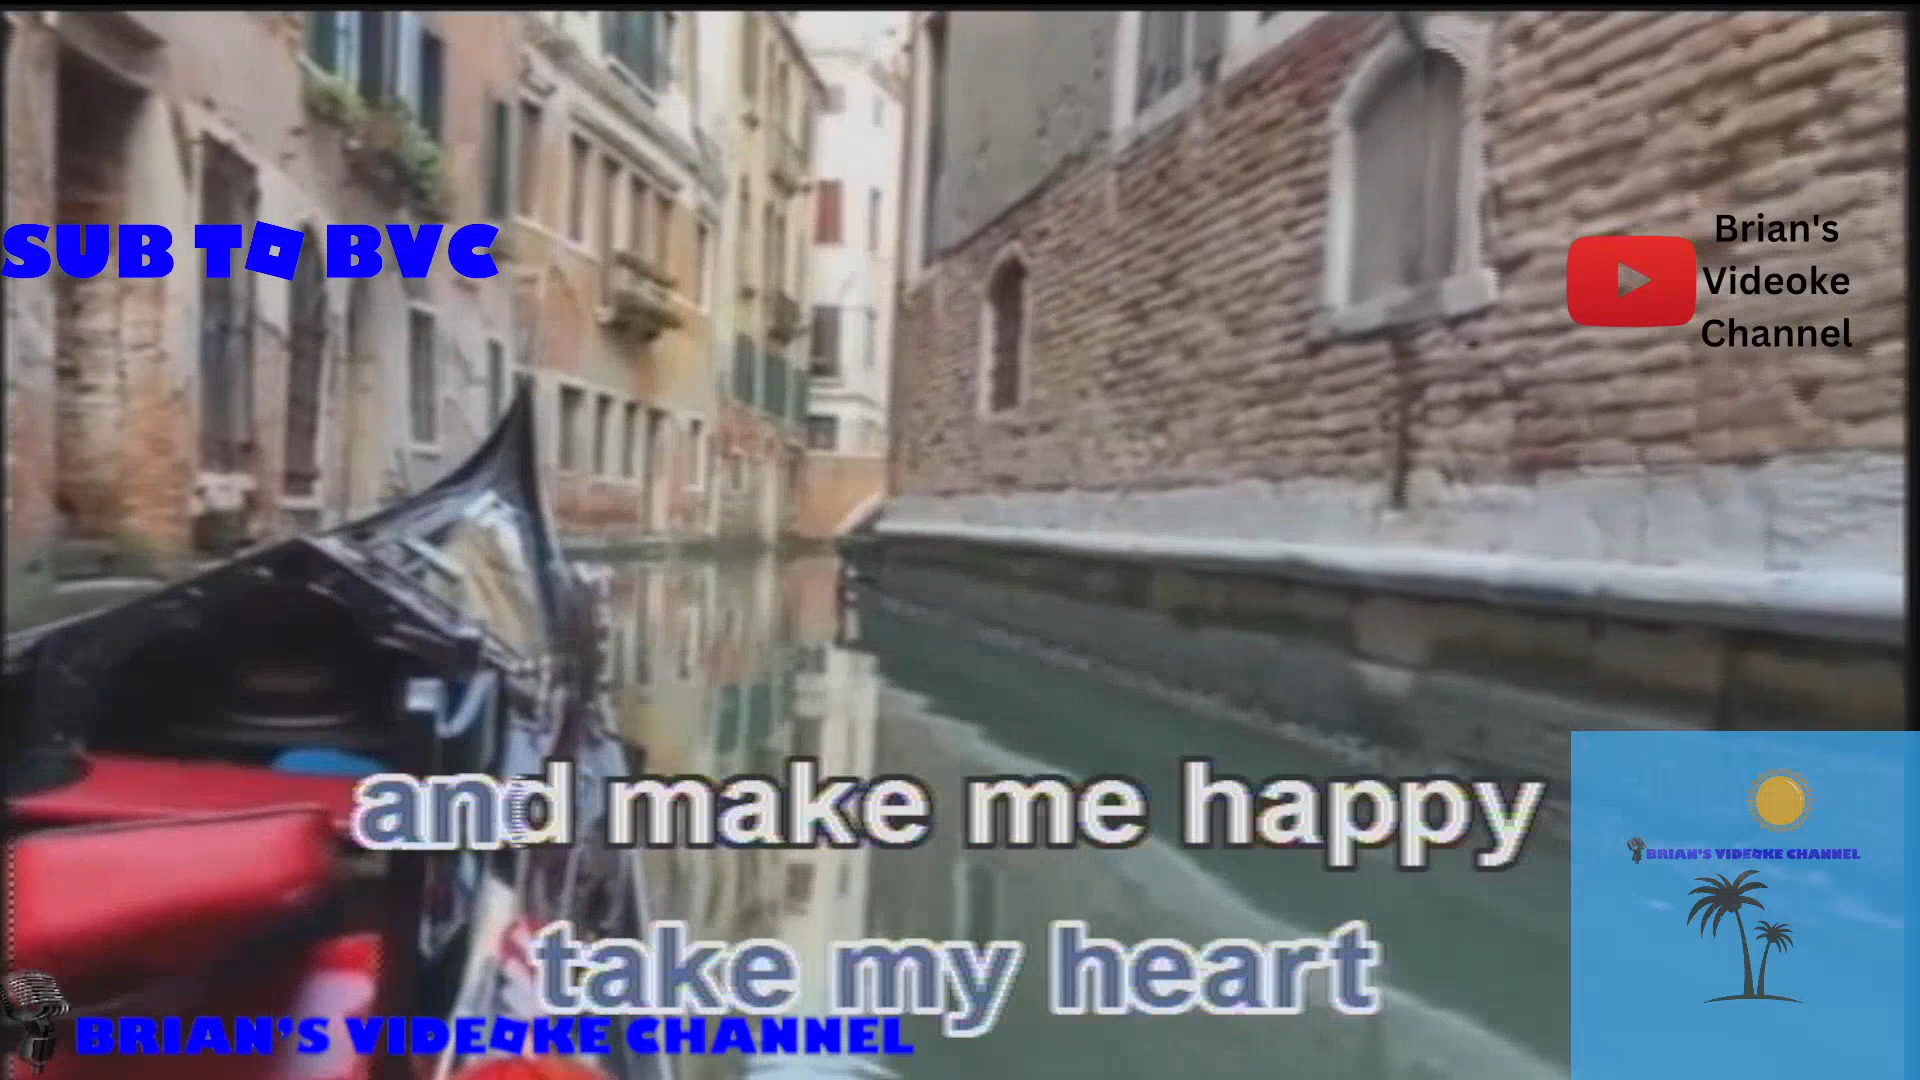 SUB TO BVC
Brian's
Videoke
Channel
and make me happy
BRIAN'S VIDEOKE CHANNEL
take my heart
BRIAN'S VIDEOKE CHANNEL